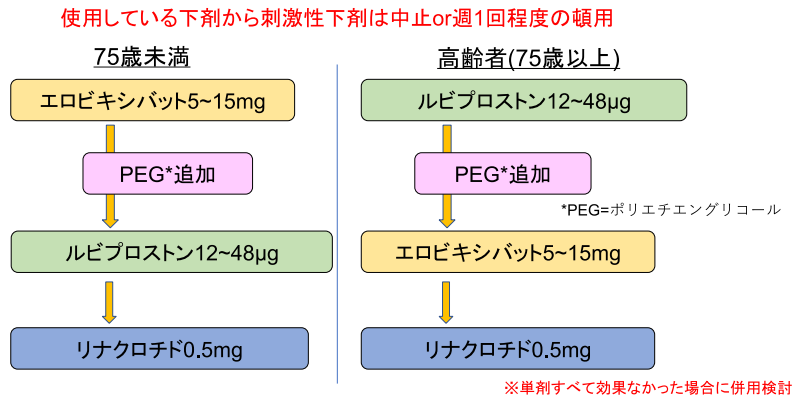 使用している下剤から刺激性下剤は中止or週1回程度の頓用
75歳未満
エロビキシバット5~15mg
PEG*追加
ルビプロストン12~48μg
リナクロチド0.5mg
高齢者(75歳以上)
ルビプロストン12~48μg
PEG*追加
*PEG=ポリエチエングリコール
エロビキシバット5~15mg
リナクロチド0.5mg
※単剤すべて効果なかった場合に併用検討